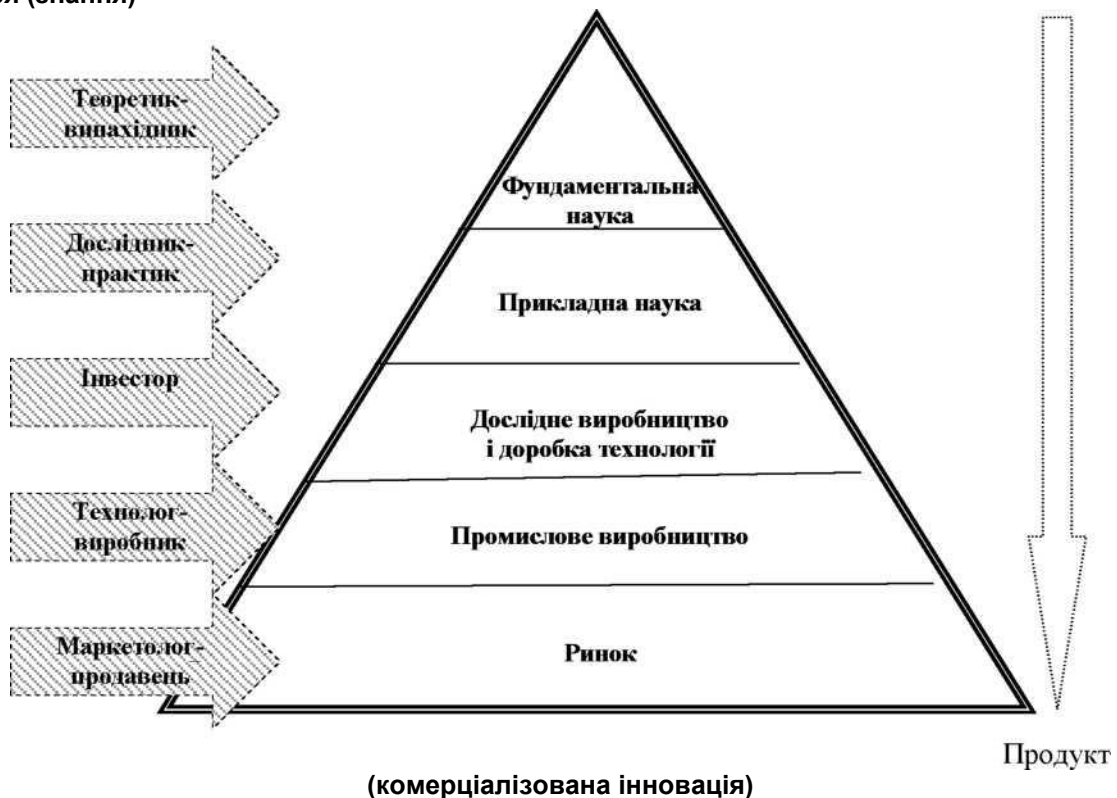 (знання)
Теоретик-
винахідник
Фундаментальна
наука
Дослідник-
практик
Прикладна наука
Інвестор
Дослідне виробництво
і доробка технології
Технолог-
виробник
Промислове виробництво
Маркетолог-
продавець
Ринок
Продукт
(комерціалізована інновація)